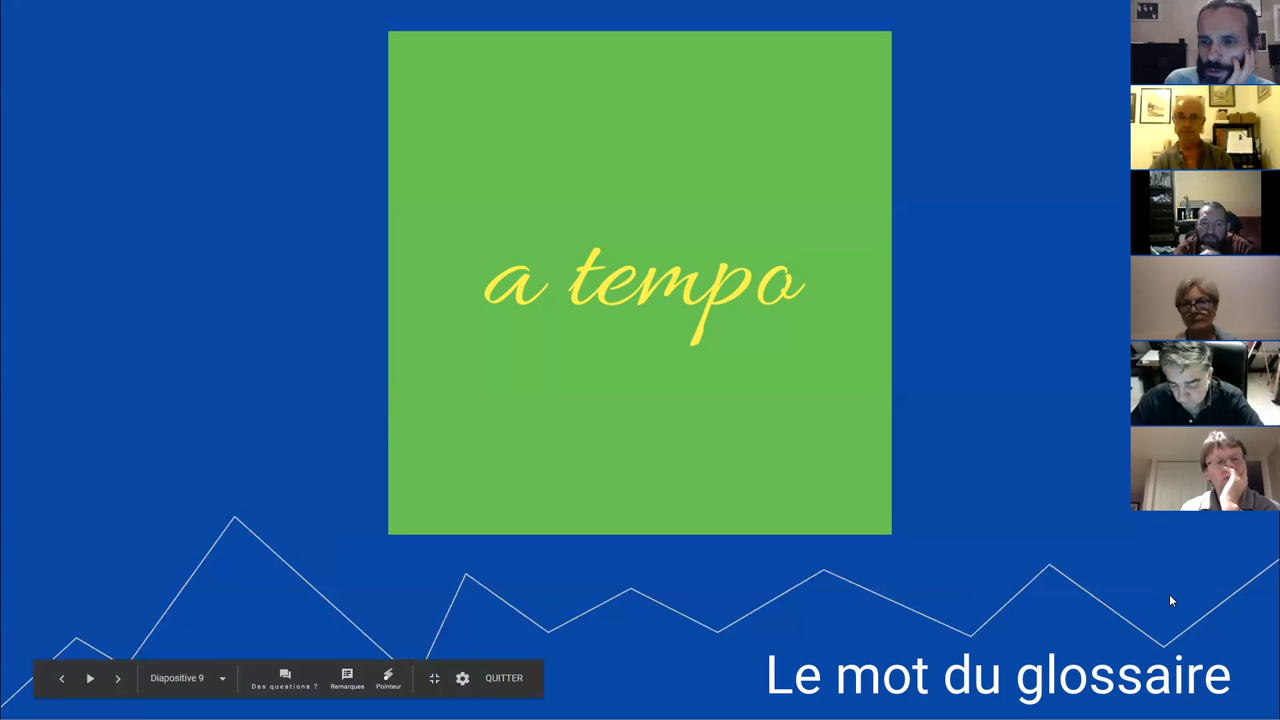 a tempo
Le mot du glossaire
Diapositive 9
Des questions ?
Remarques
Pointeur
QUITTER